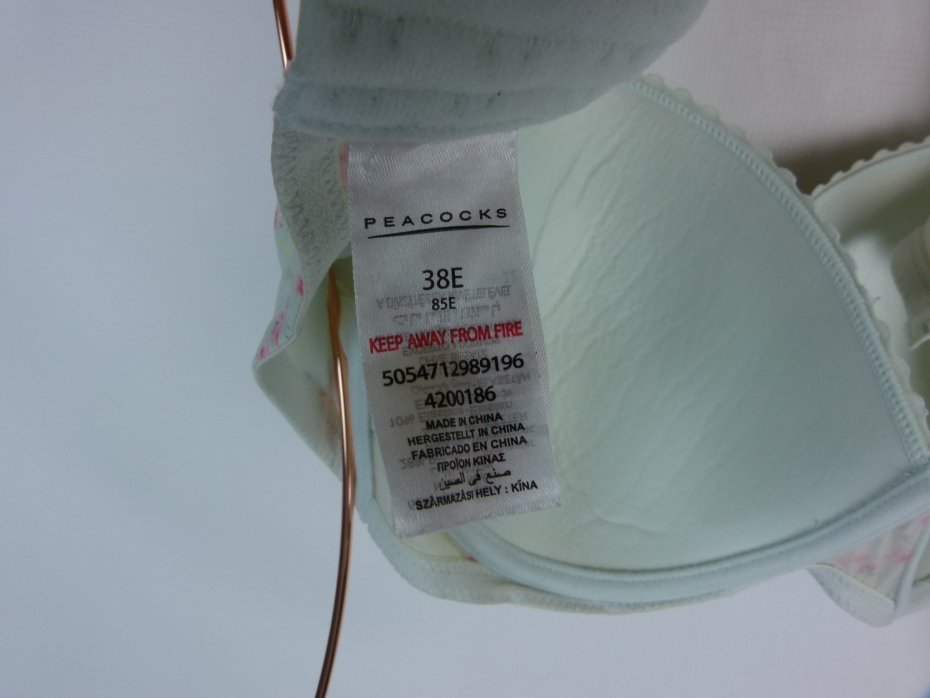 PEACOCKS
38E
85E
KEEP AWAY FROM FIRE
5054712989196
4200186
MADE IN CHINA
HERGESTELLT IN CHINA
FABRICADO EN CHINA
ΠΡΟΪΟΝ ΚΙΝΑΣ
صنع في الصين
SZÁRMAZÁSI HELY : KÍNA